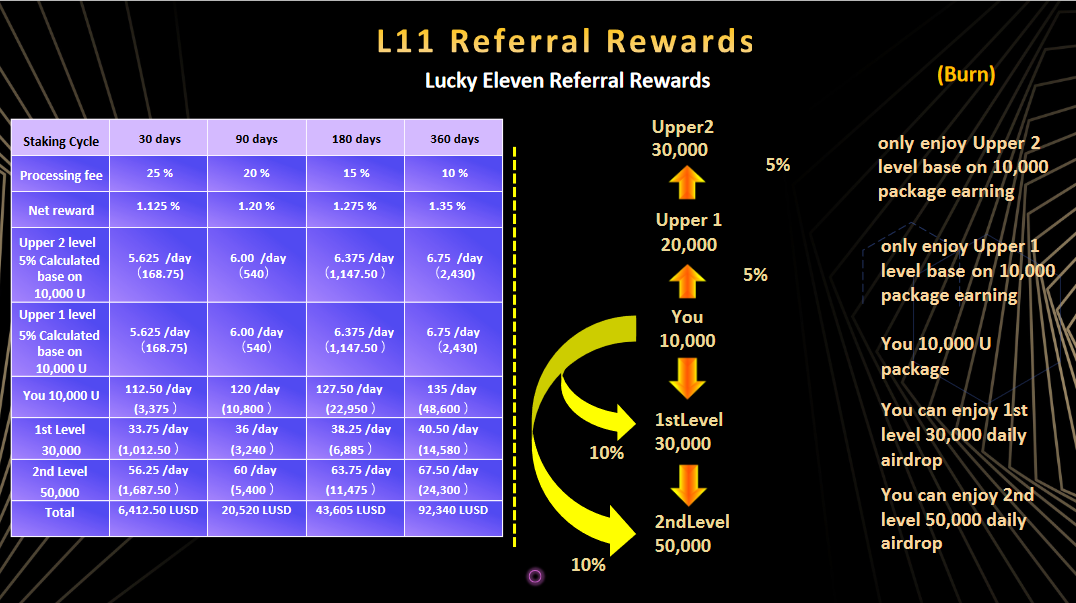 L11 Referral Rewards
Lucky Eleven Referral Rewards
(Burn)
Staking Cycle 30 days 90 days 180 days 360 days
Processing fee 25 % 20 % 15 % 10 %
Net reward 1.125 % 1.20 % 1.275 % 1.35 %
Upper 2 level
5% Calculated
base on
10,000 U
5.625 /day
(168.75)
6.00 /day
(540)
6.375 /day
(1,147.50 )
6.75 /day
(2,430)
Upper 1 level
5% Calculated
base on
10,000 U
5.625 /day
(168.75)
6.00 /day
(540)
6.375 /day
(1,147.50 )
6.75 /day
(2,430)
You 10,000 U
112.50 /day
(3,375 )
120 /day
(10,800 )
127.50 /day
(22,950 )
135 /day
(48,600 )
1st Level
30,000
33.75 /day
(1,012.50 )
36 /day
(3,240 )
38.25 /day
(6,885 )
40.50 /day
(14,580 )
2nd Level
50,000
56.25 /day
(1,687.50 )
60 /day
(5,400 )
63.75 /day
(11,475 )
67.50 /day
(24,300 )
Total 6,412.50 LUSD 20,520 LUSD 43,605 LUSD 92,340 LUSD
Upper2
30,000
5%
Upper 1
20,000
5%
You
10,000
1stLevel
30,000
10%
2ndLevel
50,000
10%
only enjoy Upper 2
level base on 10,000
package earning
only enjoy Upper 1
level base on 10,000
package earning
You 10,000 U
package
You can enjoy 1st
level 30,000 daily
airdrop
You can enjoy 2nd
level 50,000 daily
airdrop